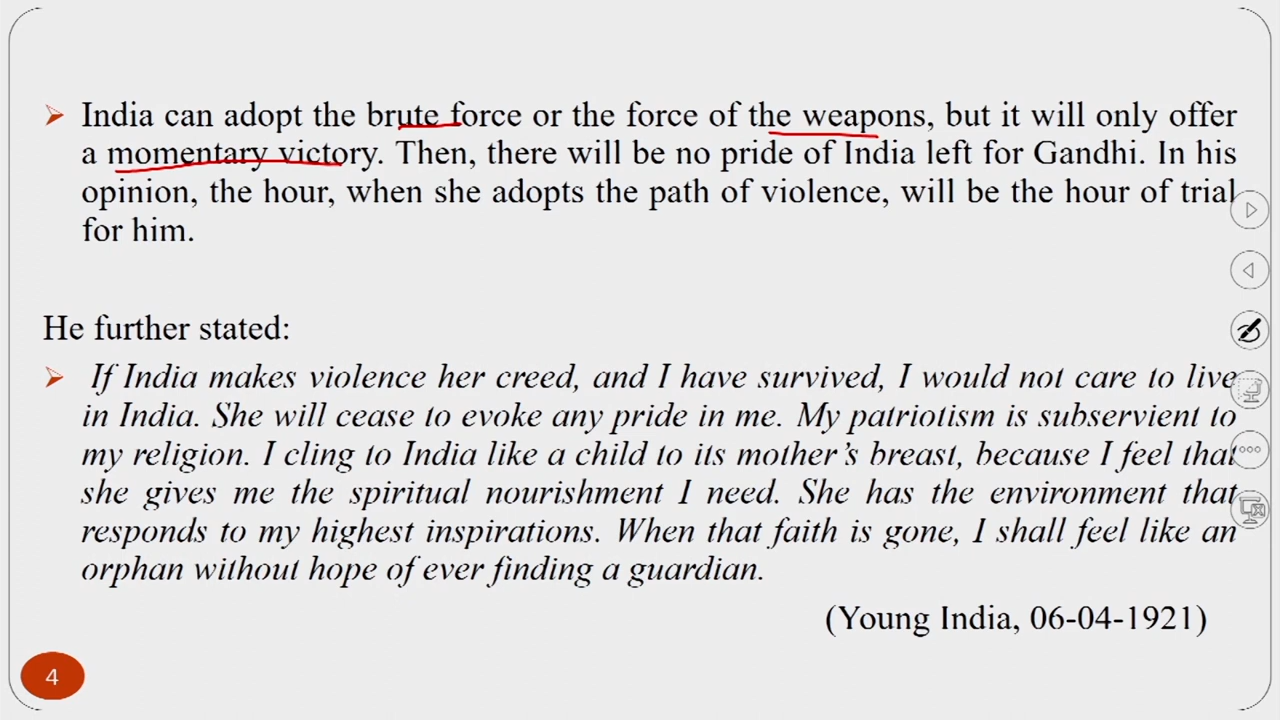 India can adopt the brute force or the force of the weapons, but it will only offer
a momentary victory. Then, there will be no pride of India left for Gandhi. In his
opinion, the hour, when she adopts the path of violence, will be the hour of trial
for him.
He further stated:
If India makes violence her creed, and I have survived, I would not care to live
in India. She will cease to evoke any pride in me. My patriotism is subservient to
my religion. I cling to India like a child to its mother's breast, because I feel that
she gives me the spiritual nourishment I need. She has the environment that
responds to my highest inspirations. When that faith is gone, I shall feel like an
orphan without hope of ever finding a guardian.
(Young India, 06-04-1921)
4